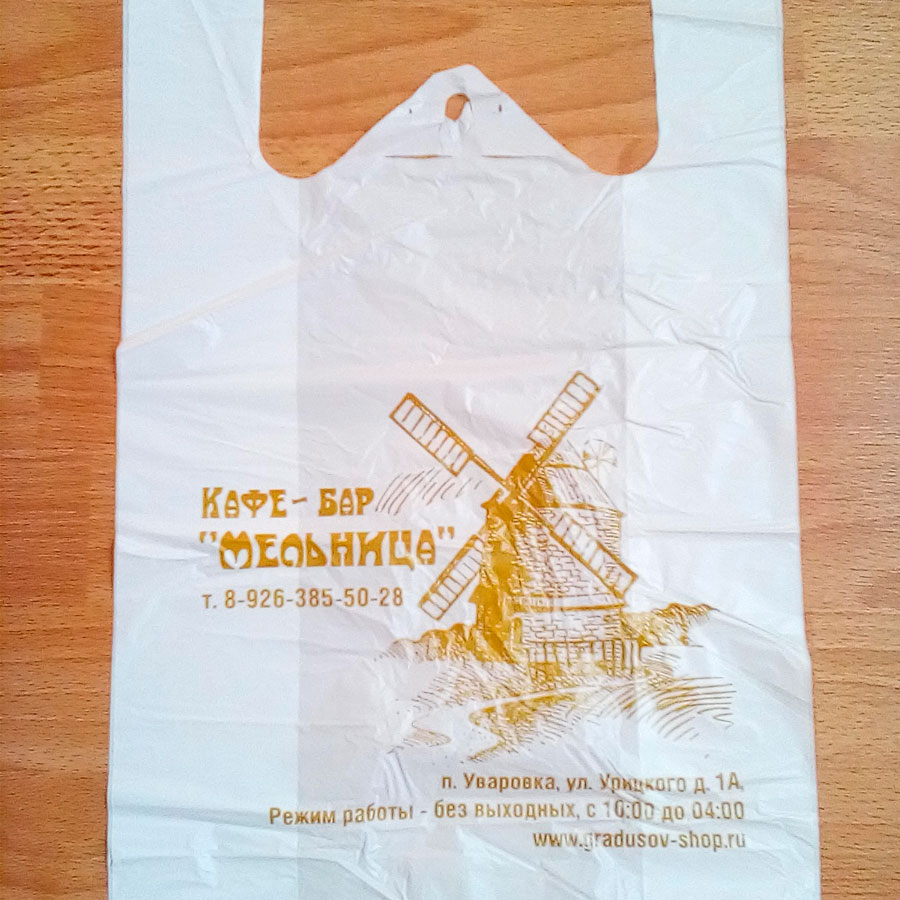 Кафе - бар
"Мельница"
т. 8-926-385-50-28
п. Уваровка, ул. Урицкого д. 1А,
Режим работы - без выходных, с 10:00 до 04:00
www.gradusov-shop.ru